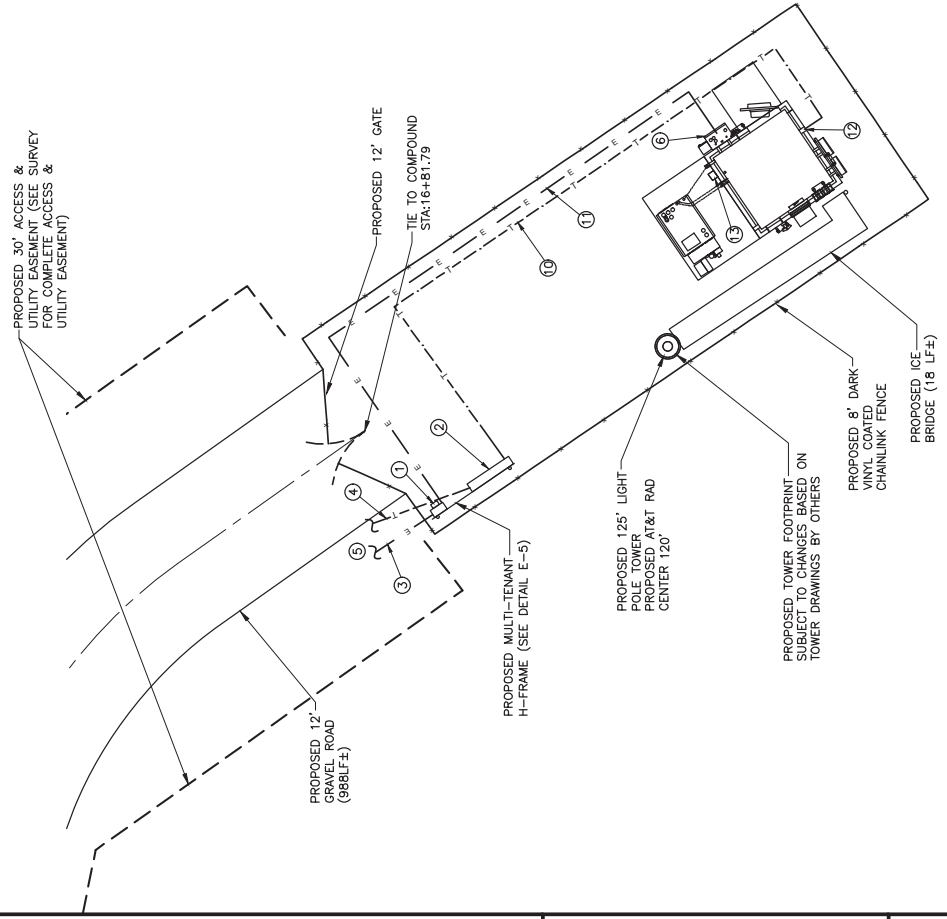 PROPOSED 30' ACCESS &
UTILITY EASEMENT (SEE SURVEY
FOR COMPLETE ACCESS &
UTILITY EASEMENT)
PROPOSED 12' GATE
TIE TO COMPOUND
STA:16+81.79
PROPOSED 12'
GRAVEL ROAD
(988LF±)
PROPOSED MULTI-TENANT
H-FRAME (SEE DETAIL E-5)
PROPOSED 125' LIGHT
POLE TOWER
PROPOSED AT&T RAD
CENTER 120'
PROPOSED TOWER FOOTPRINT
SUBJECT TO CHANGES BASED ON
TOWER DRAWINGS BY OTHERS
PROPOSED 8' DARK
VINYL COATED
CHAINLINK FENCE
PROPOSED ICE
BRIDGE (18 LF±)
1
2
3
4
5
6
10
11
12
13
E
E
E
E
E
E
E
E
E
E
T
T
T
T
T
T
T
T
T